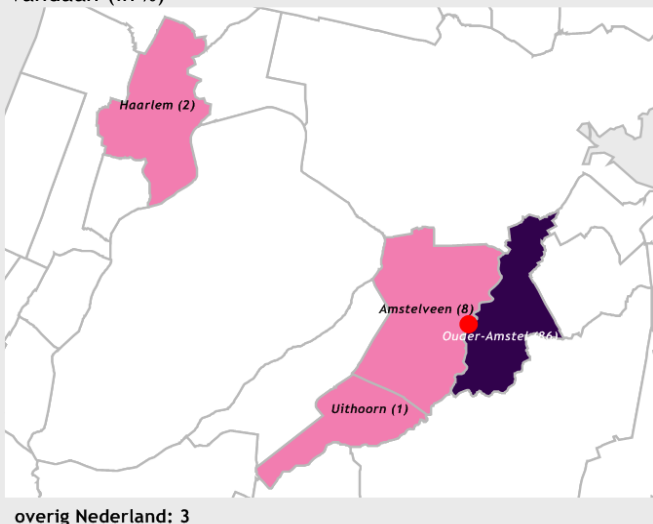 vandaan (in %)
Haarlem (2)
Amstelveen (8)
Ouder-Amstel (86)
Uithoorn (1)
overig Nederland: 3